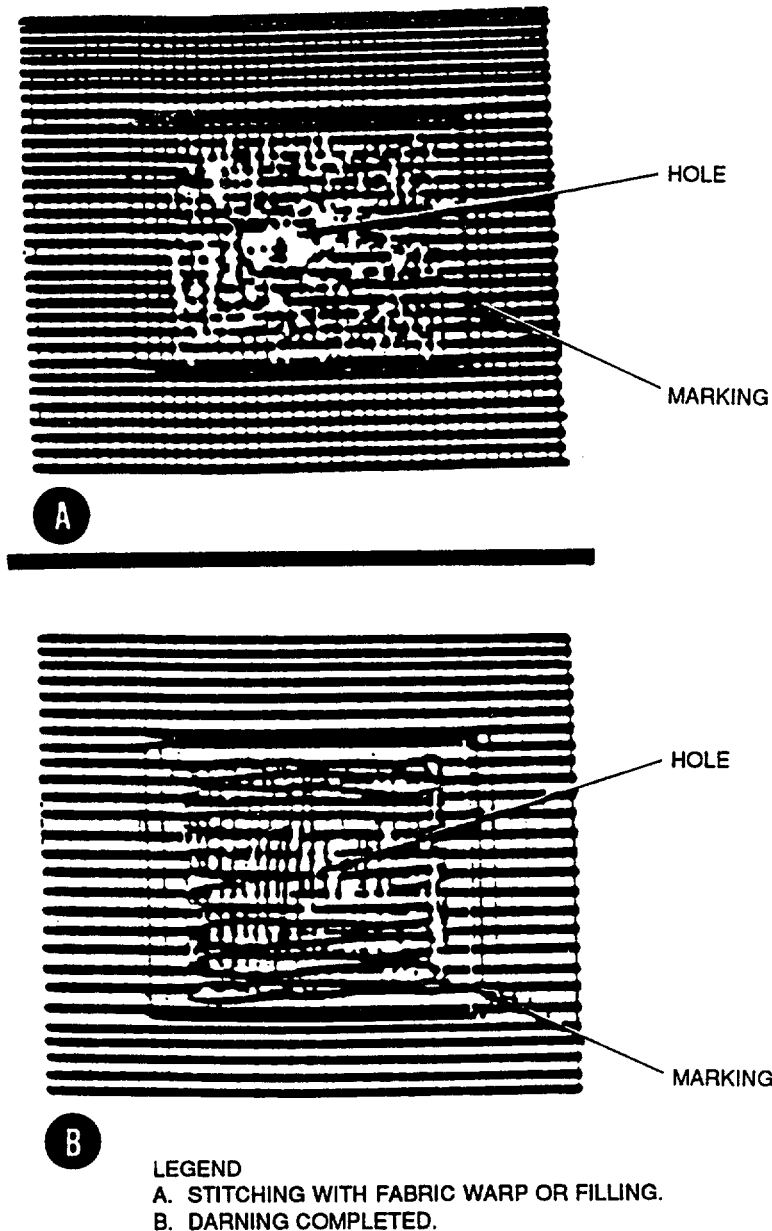 HOLE
MARKING
A
HOLE
MARKING
B
LEGEND
A. STITCHING WITH FABRIC WARP OR FILLING.
B. DARNING COMPLETED.